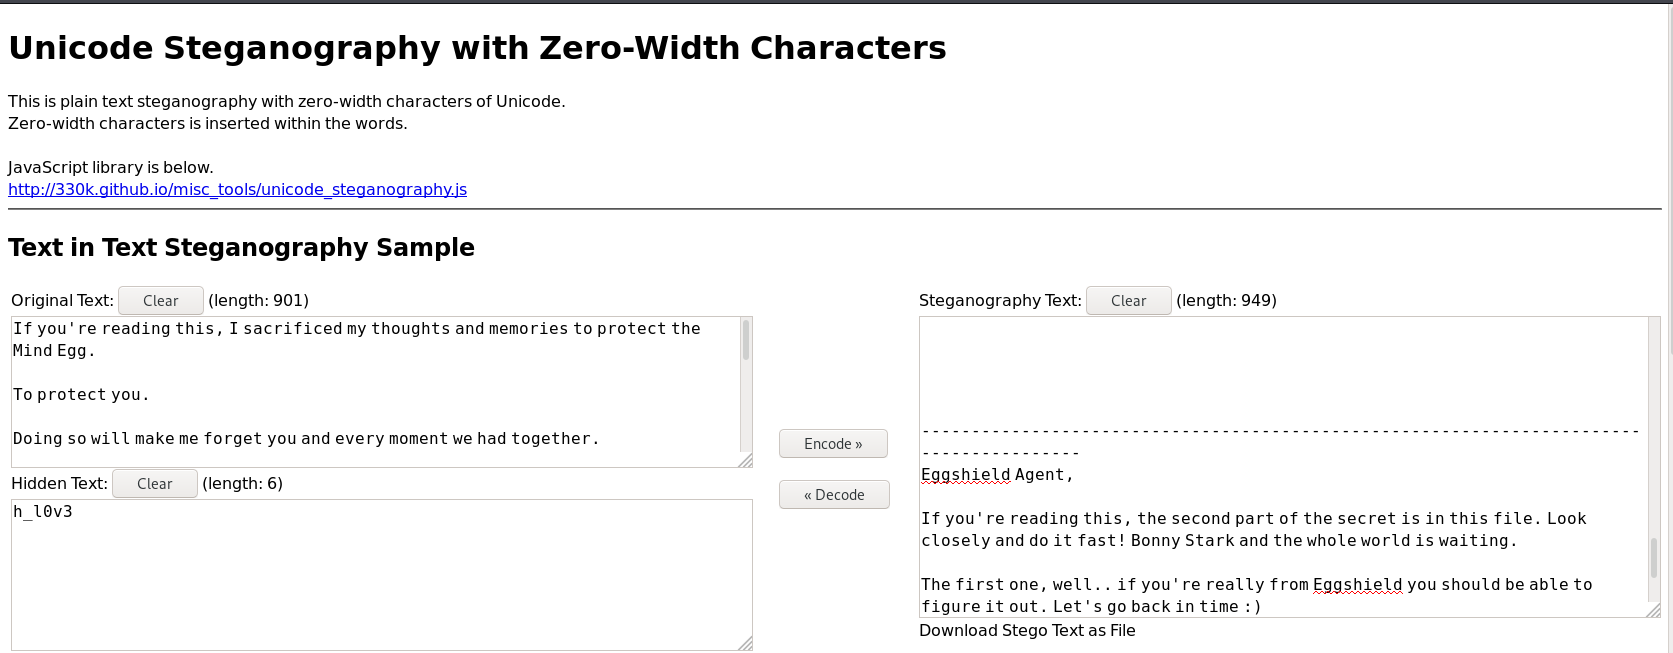 Unicode Steganography with Zero-Width Characters
This is plain text steganography with zero-width characters of Unicode.
Zero-width characters is inserted within the words.
JavaScript library is below.
http://330k.github.io/misc_tools/unicode_steganography.js
Text in Text Steganography Sample
Original Text: Clear (length: 901)
If you're reading this, I sacrificed my thoughts and memories to protect the
Mind Egg.
To protect you.
Doing so will make me forget you and every moment we had together.
Hidden Text: Clear (length: 6)
h_l0v3
Encode »
« Decode
Steganography Text: Clear (length: 949)
------------------------------------------------------------------------
----------------
Eggshield Agent,
If you're reading this, the second part of the secret is in this file. Look
closely and do it fast! Bonny Stark and the whole world is waiting.
The first one, well.. if you're really from Eggshield you should be able to
figure it out. Let's go back in time :)
Download Stego Text as File